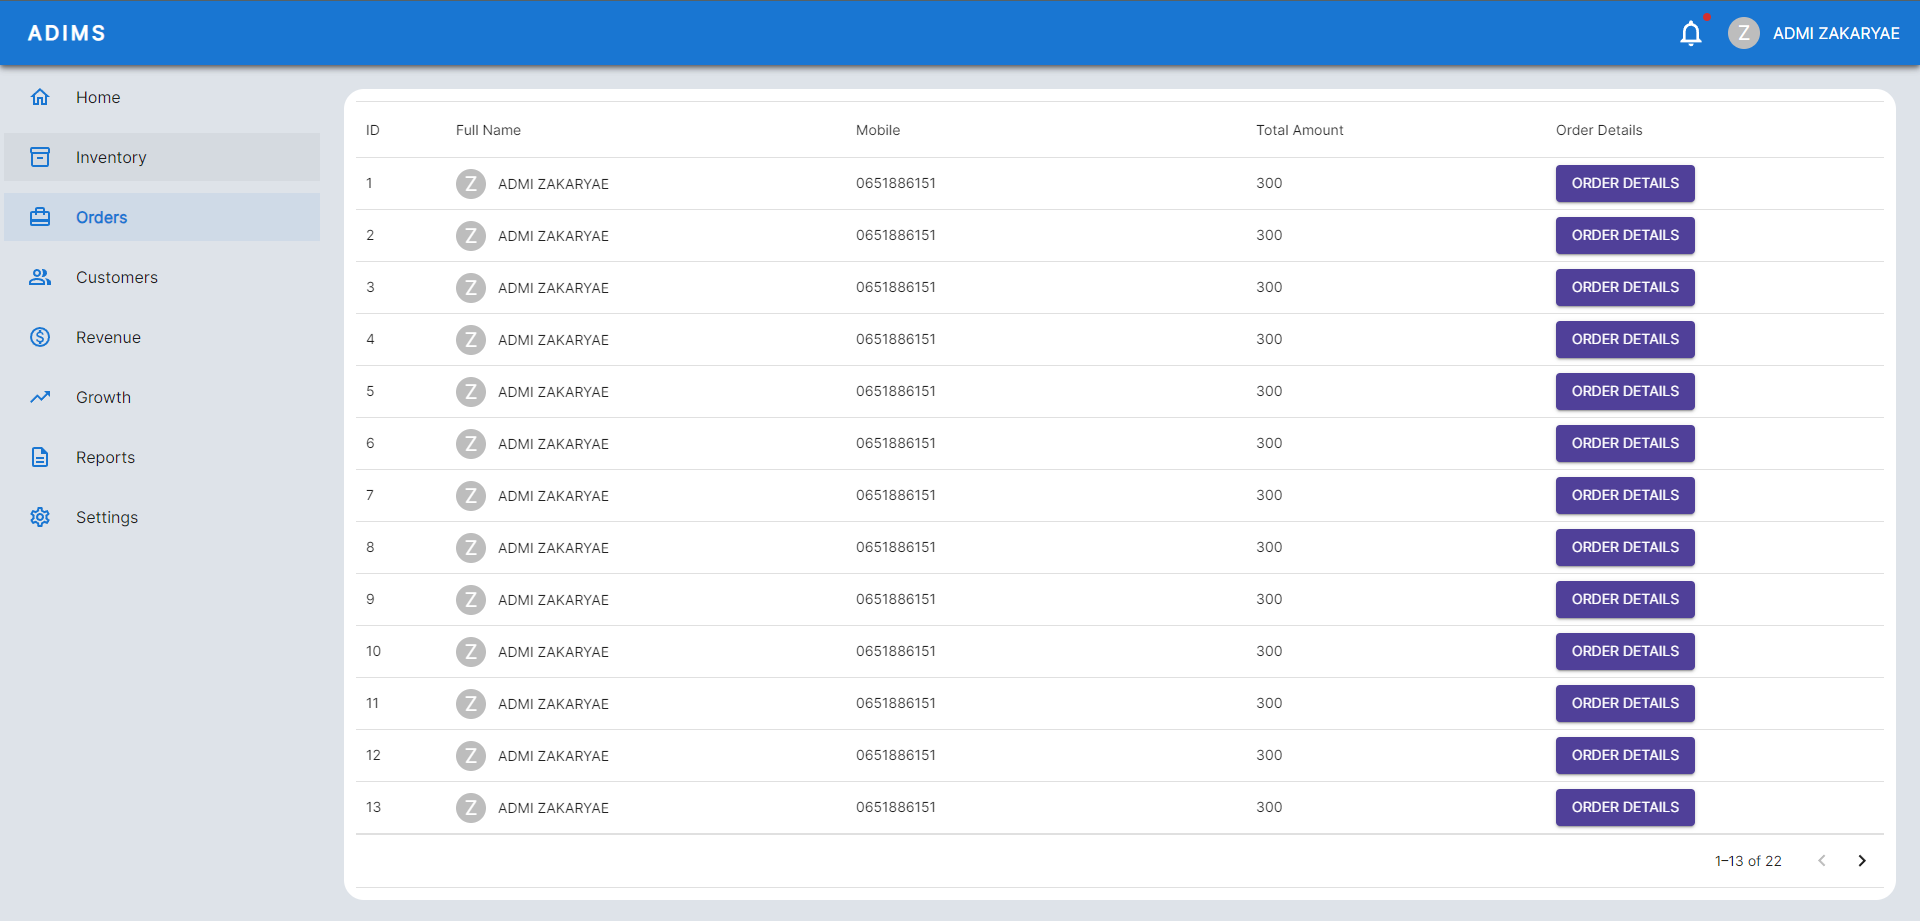 ADIMS
Z ADMI ZAKARYAE
Home
Inventory
Orders
Customers
Revenue
Growth
Reports
Settings
ID Full Name Mobile Total Amount Order Details
1 Z ADMI ZAKARYAE 0651886151 300 ORDER DETAILS
2 Z ADMI ZAKARYAE 0651886151 300 ORDER DETAILS
3 Z ADMI ZAKARYAE 0651886151 300 ORDER DETAILS
4 Z ADMI ZAKARYAE 0651886151 300 ORDER DETAILS
5 Z ADMI ZAKARYAE 0651886151 300 ORDER DETAILS
6 Z ADMI ZAKARYAE 0651886151 300 ORDER DETAILS
7 Z ADMI ZAKARYAE 0651886151 300 ORDER DETAILS
8 Z ADMI ZAKARYAE 0651886151 300 ORDER DETAILS
9 Z ADMI ZAKARYAE 0651886151 300 ORDER DETAILS
10 Z ADMI ZAKARYAE 0651886151 300 ORDER DETAILS
11 Z ADMI ZAKARYAE 0651886151 300 ORDER DETAILS
12 Z ADMI ZAKARYAE 0651886151 300 ORDER DETAILS
13 Z ADMI ZAKARYAE 0651886151 300 ORDER DETAILS
1–13 of 22